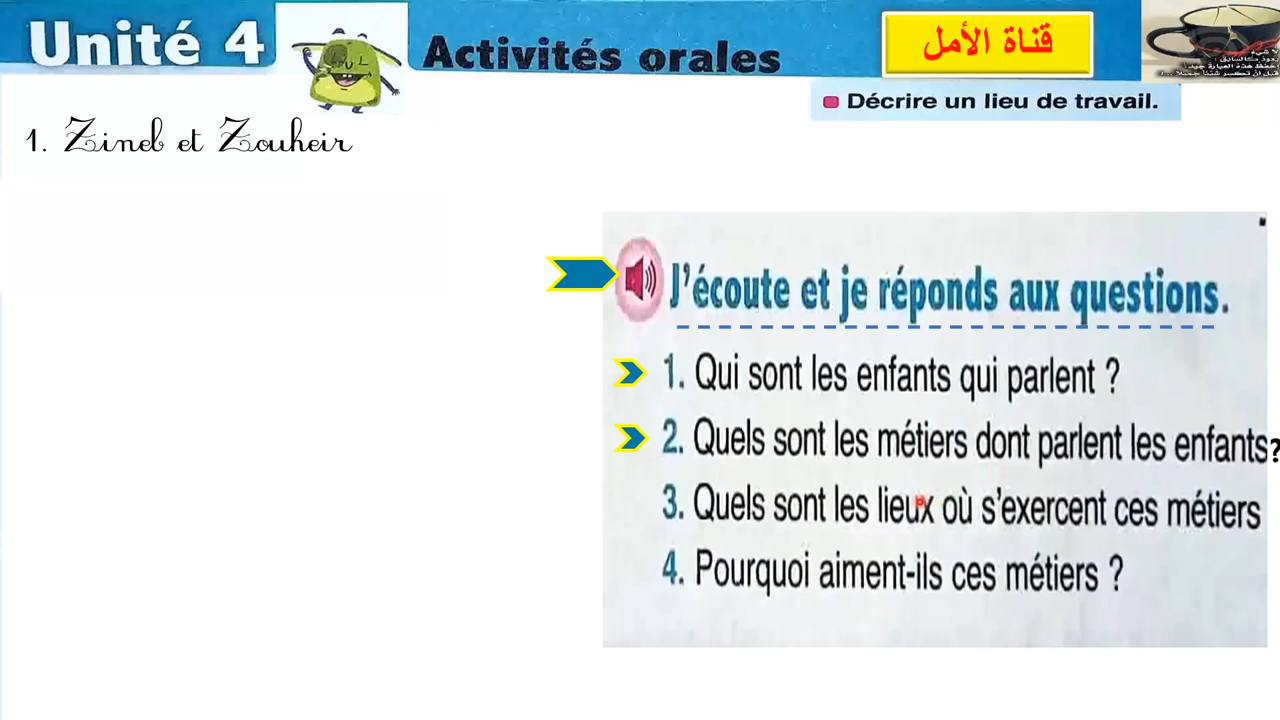 Unité 4
Activités orales
قناة الأمل
Décrire un lieu de travail.
1. Zineb et Zouheir
J'écoute et je réponds aux questions.
1. Qui sont les enfants qui parlent ?
2. Quels sont les métiers dont parlent les enfants?
3. Quels sont les lieux où s'exercent ces métiers
4. Pourquoi aiment-ils ces métiers ?